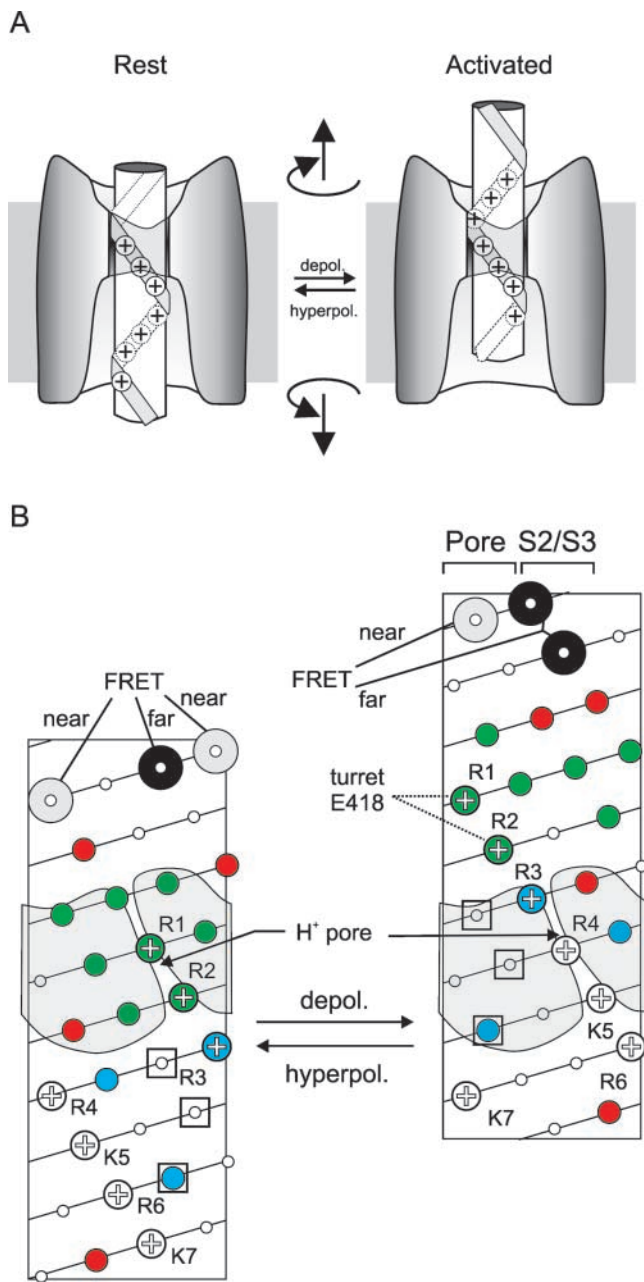 A
Rest
Activated
+ + +
+ + +
+
+ + +
+ + +
+
depol.
hyperpol.
B
Pore S2/S3
near
FRET
far
FRET
near far near
R1
turret
E418
R2
R3
R1
H+ pore
R4
R2
depol.
K5
hyperpol.
R3
R4
R6
K7
K5
R6
K7